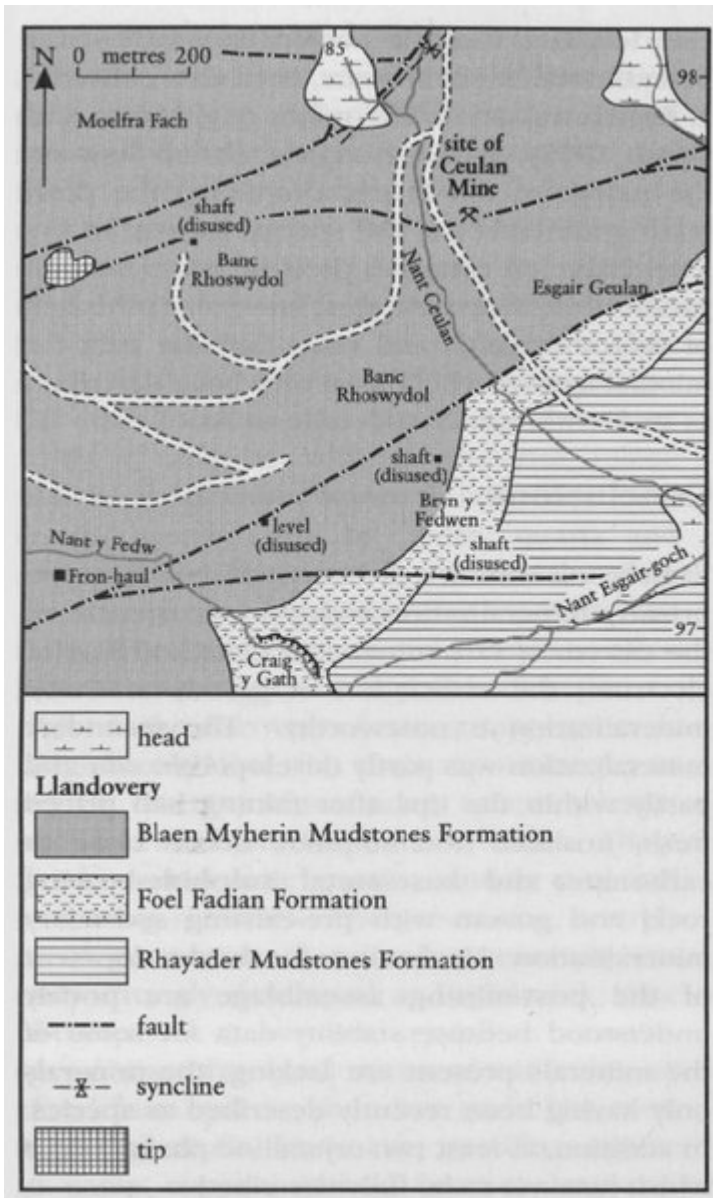 85
86
98
N
0 metres 200
Moelfra Fach
site of
Ceulan
Mine
shaft
(disused)
Banc
Rhoswydol
Nant Ceulan
Esgair Geulan
Banc
Rhoswydol
shaft
(disused)
Bryn y
Fedwen
level
(disused)
shaft
(disused)
Nant y Fedw
Fron-haul
Nant Esgair-goch
97
Craig
y Gath
head
Llandovery
Blaen Myherin Mudstones Formation
Foel Fadian Formation
Rhayader Mudstones Formation
fault
syncline
tip